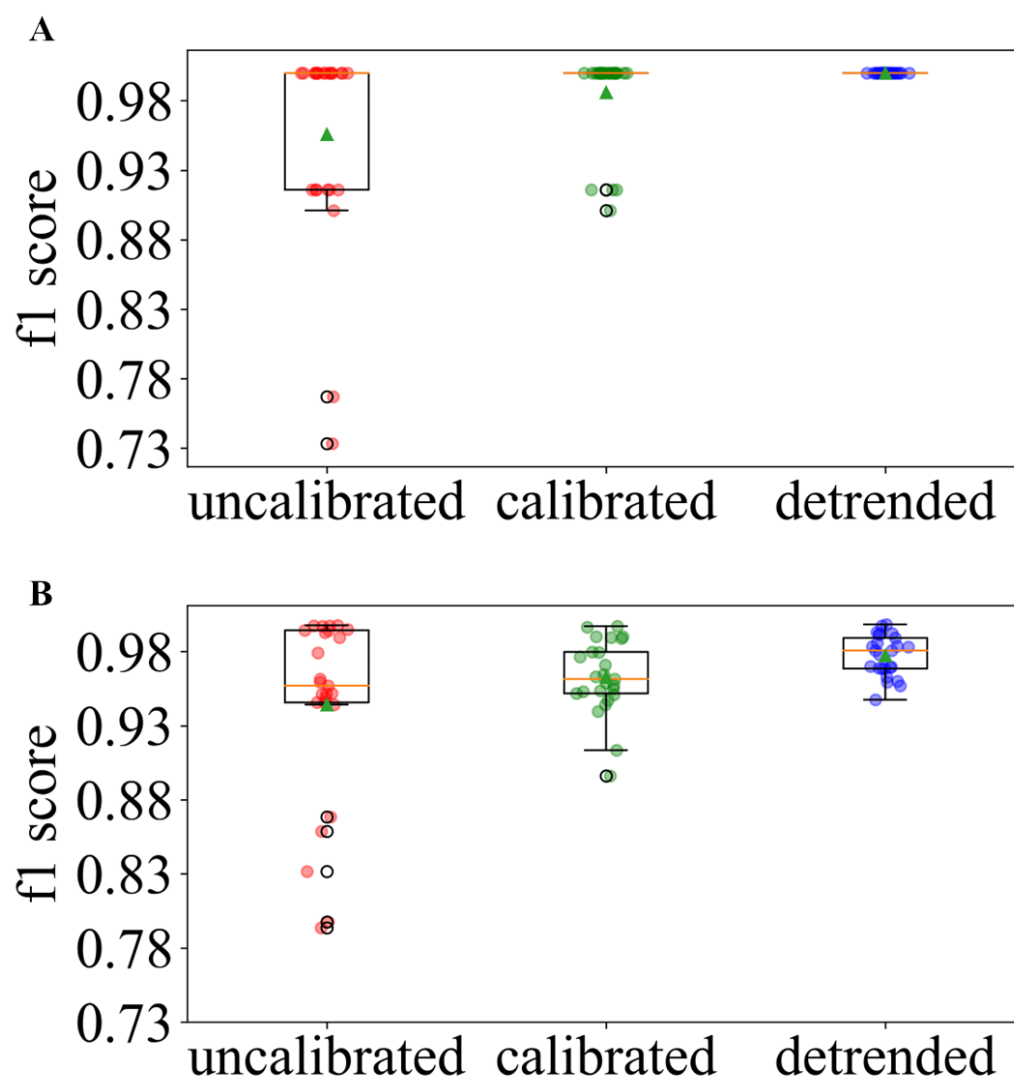 A
f1 score
0.98
0.93
0.88
0.83
0.78
0.73
uncalibrated calibrated detrended
B
f1 score
0.98
0.93
0.88
0.83
0.78
0.73
uncalibrated calibrated detrended